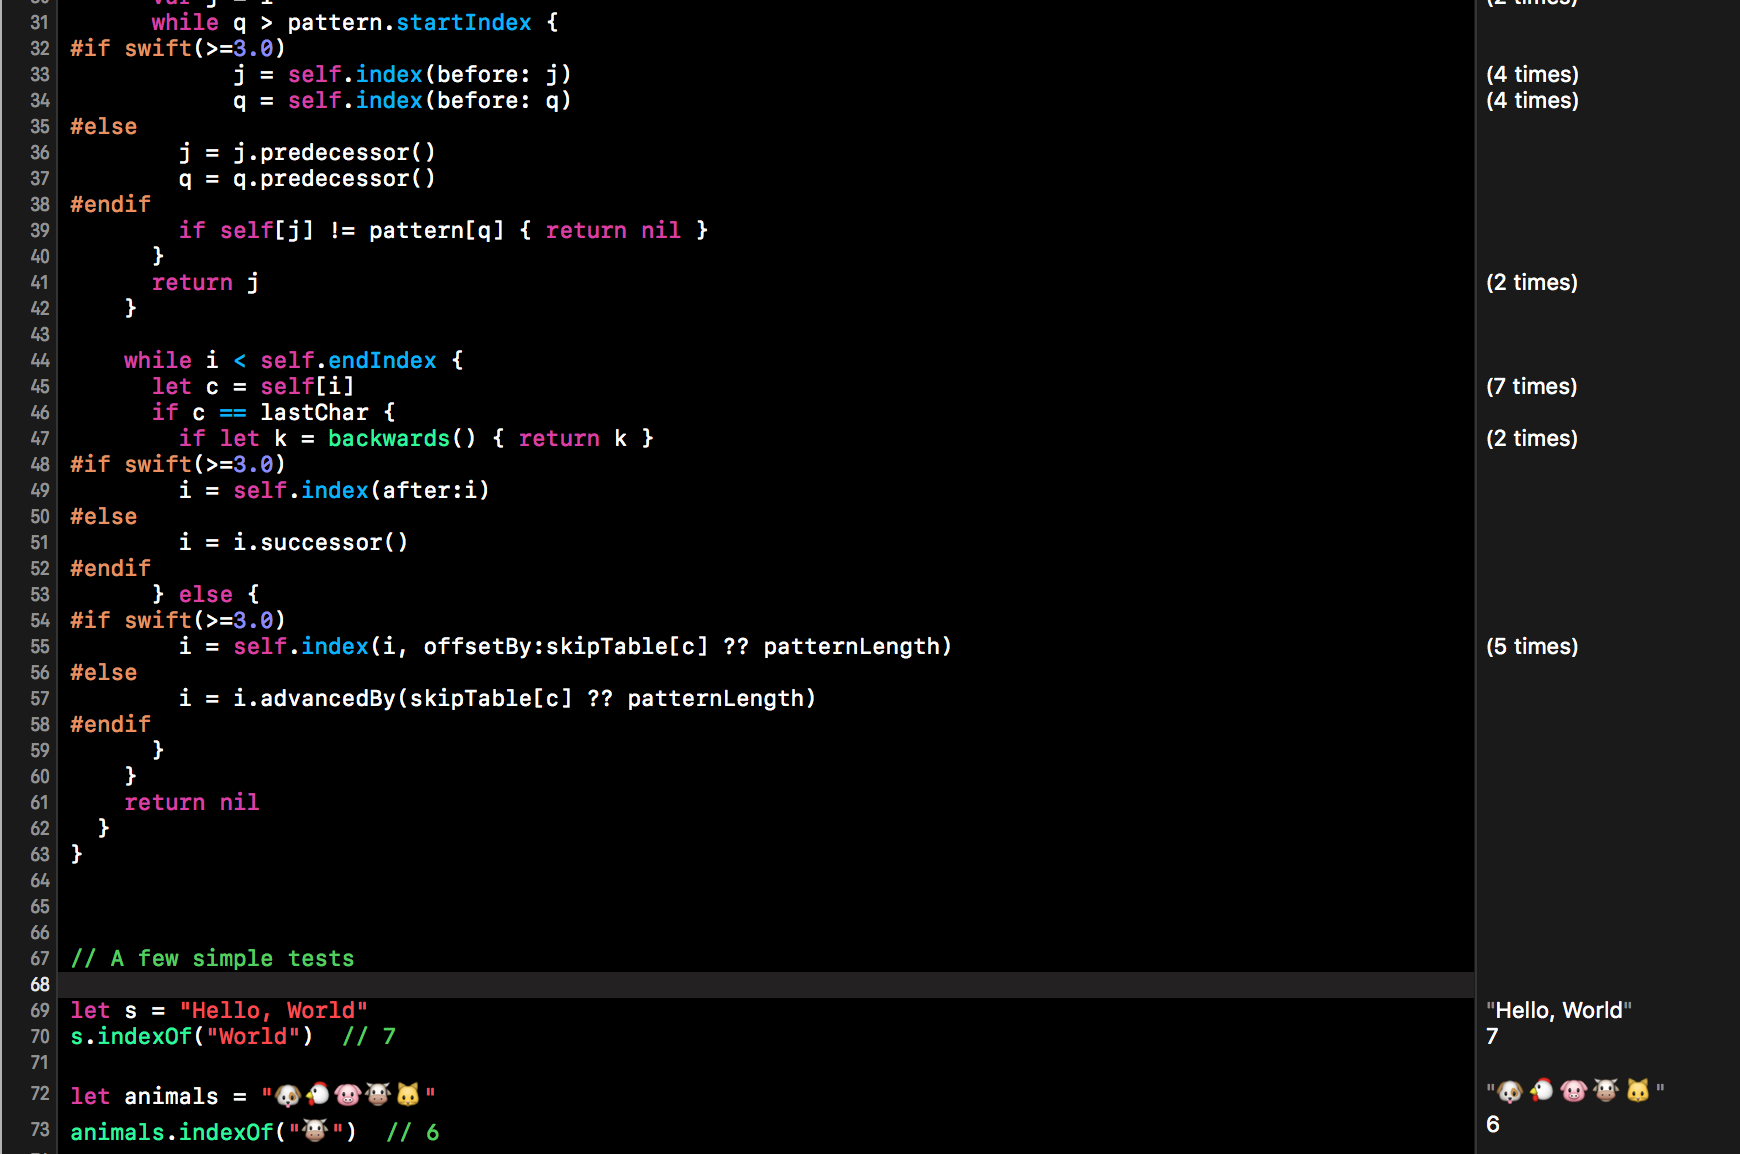 31 while q > pattern.startIndex {
32 #if swift(>=3.0)
33 j = self.index(before: j) (4 times)
34 q = self.index(before: q) (4 times)
35 #else
36 j = j.predecessor()
37 q = q.predecessor()
38 #endif
39 if self[j] != pattern[q] { return nil }
40 }
41 return j (2 times)
42 }
43
44 while i < self.endIndex {
45 let c = self[i] (7 times)
46 if c == lastChar {
47 if let k = backwards() { return k } (2 times)
48 #if swift(>=3.0)
49 i = self.index(after:i)
50 #else
51 i = i.successor()
52 #endif
53 } else {
54 #if swift(>=3.0)
55 i = self.index(i, offsetBy:skipTable[c] ?? patternLength) (5 times)
56 #else
57 i = i.advancedBy(skipTable[c] ?? patternLength)
58 #endif
59 }
60 }
61 return nil
62 }
63 }
64
65
66
67 // A few simple tests
68
69 let s = "Hello, World" "Hello, World"
70 s.indexOf("World") // 7 7
71
72 let animals = "🐶🐔🐷🐮🐱" "🐶🐔🐷🐮🐱"
73 animals.indexOf("🐮") // 6 6